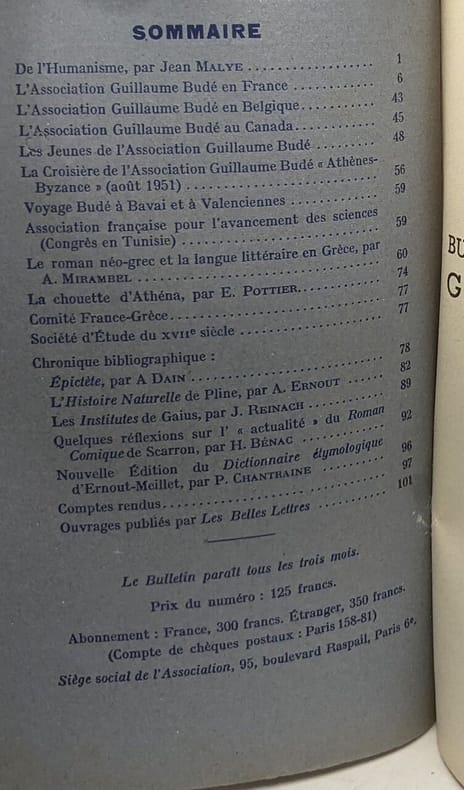 SOMMAIRE
De l'Humanisme, par Jean MALYE .................. 1
L'Association Guillaume Budé en France ............ 6
L'Association Guillaume Budé en Belgique........... 43
L'Association Guillaume Budé au Canada............ 45
Les Jeunes de l'Association Guillaume Budé ......... 48
La Croisière de l'Association Guillaume Budé « Athènes-
Byzance » (août 1951) ......................... 56
Voyage Budé à Bavai et à Valenciennes ............. 59
Association française pour l'avancement des sciences
(Congrès en Tunisie) .......................... 59
Le roman néo-grec et la langue littéraire en Grèce, par
A. MIRAMBEL ................................ 60
La chouette d'Athéna, par E. POTTIER............. 74
Comité France-Grèce............................ 77
Société d'Étude du XVIIe siècle .................... 77
Chronique bibliographique :
Épictète, par A DAIN ........................... 78
L'Histoire Naturelle de Pline, par A. ERNOUT ...... 82
Les Institutes de Gaius, par J. REINACH ........... 89
Quelques réflexions sur l' « actualité » du Roman
Comique de Scarron, par H. BÉNAC ............. 92
Nouvelle Édition du Dictionnaire étymologique
d'Ernout-Meillet, par P. CHANTRAINE .......... 96
Comptes rendus............................... 97
Ouvrages publiés par Les Belles Lettres ............ 101
Le Bulletin paraît tous les trois mois.
Prix du numéro : 125 francs.
Abonnement : France, 300 francs. Étranger, 350 francs.
(Compte de chèques postaux : Paris 158-81)
Siège social de l'Association, 95, boulevard Raspail, Paris 6e.
BU
G